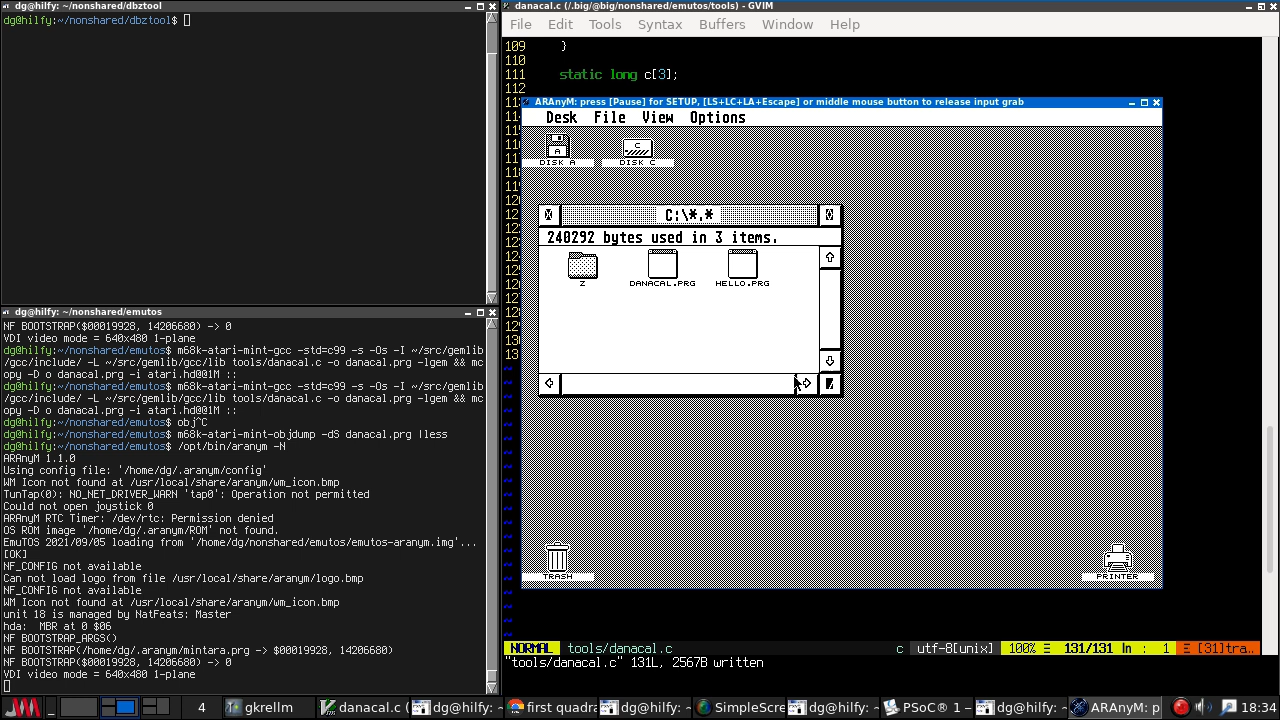 dg@hilfy: ~/nonshared/dbztool
dg@hilfy:~/nonshared/dbztool$
dg@hilfy: ~/nonshared/emutos
NF BOOTSTRAP($00019928, 14206680) -> 0
VDI video mode = 640x480 1-plane
dg@hilfy:~/nonshared/emutos$ m68k-atari-mint-gcc -std=c99 -s -Os -I ~/src/gemlib
/gcc/include/ -L ~/src/gemlib/gcc/lib tools/danacal.c -o danacal.prg -lgem && mc
opy -D o danacal.prg -i atari.hd@@1M ::
dg@hilfy:~/nonshared/emutos$ m68k-atari-mint-gcc -std=c99 -s -Os -I ~/src/gemlib
/gcc/include/ -L ~/src/gemlib/gcc/lib tools/danacal.c -o danacal.prg -lgem && mc
opy -D o danacal.prg -i atari.hd@@1M ::
dg@hilfy:~/nonshared/emutos$ obj^C
dg@hilfy:~/nonshared/emutos$ m68k-atari-mint-objdump -dS danacal.prg |less
dg@hilfy:~/nonshared/emutos$ /opt/bin/aranym -N
ARAnyM 1.1.0
Using config file: '/home/dg/.aranym/config'
WM Icon not found at /usr/local/share/aranym/wm_icon.bmp
TunTap(0): NO_NET_DRIVER_WARN 'tap0': Operation not permitted
Could not open joystick 0
ARAnyM RTC Timer: /dev/rtc: Permission denied
OS ROM image '/home/dg/.aranym/ROM' not found.
EmuTOS 2021/09/05 loading from '/home/dg/nonshared/emutos/emutos-aranym.img'...
[OK]
NF_CONFIG not available
Can not load logo from file /usr/local/share/aranym/logo.bmp
NF_CONFIG not available
WM Icon not found at /usr/local/share/aranym/wm_icon.bmp
unit 18 is managed by NatFeats: Master
hda:  MBR at 0 $06
NF BOOTSTRAP_ARGS()
NF BOOTSTRAP(/home/dg/.aranym/mintara.prg -> $00019928, 14206680)
NF BOOTSTRAP($00019928, 14206680) -> 0
VDI video mode = 640x480 1-plane
danacal.c (/.big/@big/nonshared/emutos/tools) - GVIM
File Edit Tools Syntax Buffers Window Help
109 }
110
111 static long c[3];
112
ARAnyM: press [Pause] for SETUP, [LS+LC+LA+Escape] or middle mouse button to release input grab
Desk File View Options
A C
DISK A DISK C
C:\*.*
240292 bytes used in 3 items.
Z DANACAL.PRG HELLO.PRG
TRASH PRINTER
NORMAL tools/danacal.c c utf-8[unix] 100% Ξ 131/131 ln : 1 Ξ [31]tra..
"tools/danacal.c" 131L, 2567B written
4 gkrellm danacal.c ( dg@hilfy: ~ first quadr dg@hilfy: ~ SimpleScre dg@hilfy: ~ PSoC® 1 – dg@hilfy: ~ ARAnyM: p 18:34